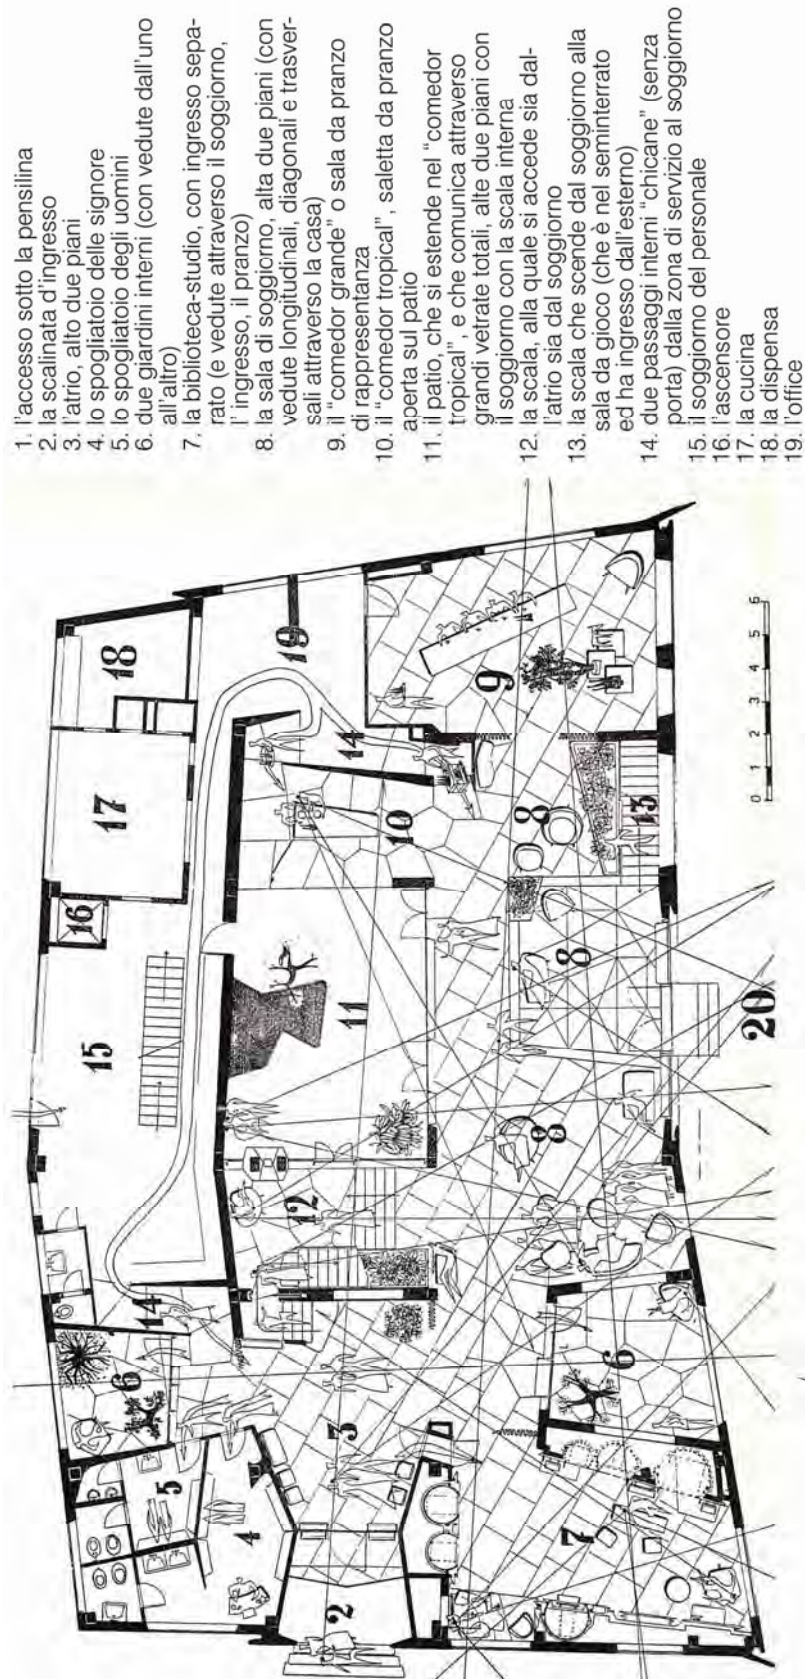 1. l'accesso sotto la pensilina
2. la scalinata d'ingresso
3. l'atrio, alto due piani
4. lo spogliatoio delle signore
5. lo spogliatoio degli uomini
6. due giardini interni (con vedute dall'uno
all'altro)
7. la biblioteca-studio, con ingresso sepa-
rato (e vedute attraverso il soggiorno,
l'ingresso, il pranzo)
8. la sala di soggiorno, alta due piani (con
vedute longitudinali, diagonali e trasver-
sali attraverso la casa)
9. il “comedor grande” o sala da pranzo
di rappresentanza
10. il “comedor tropical”, saletta da pranzo
aperta sul patio
11. il patio, che si estende nel “comedor
tropical”, e che comunica attraverso
grandi vetrate totali, alte due piani con
il soggiorno con la scala interna
12. la scala, alla quale si accede sia dal-
l'atrio sia dal soggiorno
13. la scala che scende dal soggiorno alla
sala da gioco (che è nel seminterrato
ed ha ingresso dall'esterno)
14. due passaggi interni “chicane” (senza
porta) dalla zona di servizio al soggiorno
15. il soggiorno del personale
16. l'ascensore
17. la cucina
18. la dispensa
19. l'office
18
17
16
15
19
14
9
10
8
13
11
8
20
8
12
14
6
6
5
3
4
7
2
0 1 2 3 4 5 6